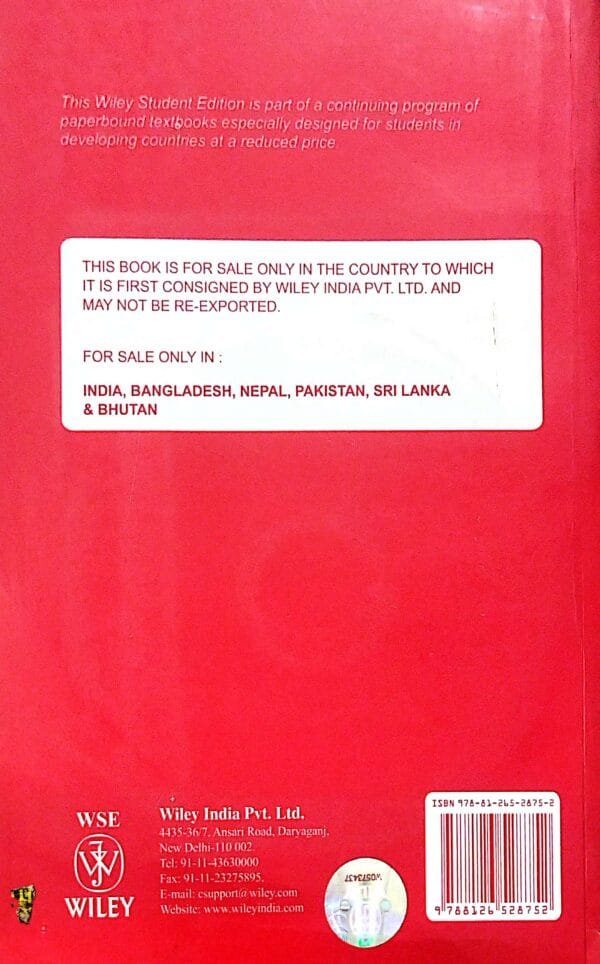 This Wiley Student Edition is part of a continuing program of
paperbound textbooks especially designed for students in
developing countries at a reduced price.
THIS BOOK IS FOR SALE ONLY IN THE COUNTRY TO WHICH
IT IS FIRST CONSIGNED BY WILEY INDIA PVT. LTD. AND
MAY NOT BE RE-EXPORTED.
FOR SALE ONLY IN :
INDIA, BANGLADESH, NEPAL, PAKISTAN, SRI LANKA
& BHUTAN
WSE
WILEY
Wiley India Pvt. Ltd.
4435-36/7, Ansari Road, Daryaganj,
New Delhi-110 002.
Tel: 91-11-43630000
Fax: 91-11-23275895.
E-mail: csupport@wiley.com
Website: www.wileyindia.com
W0573437
ISBN 978-81-265-2875-2
9 788126 528752